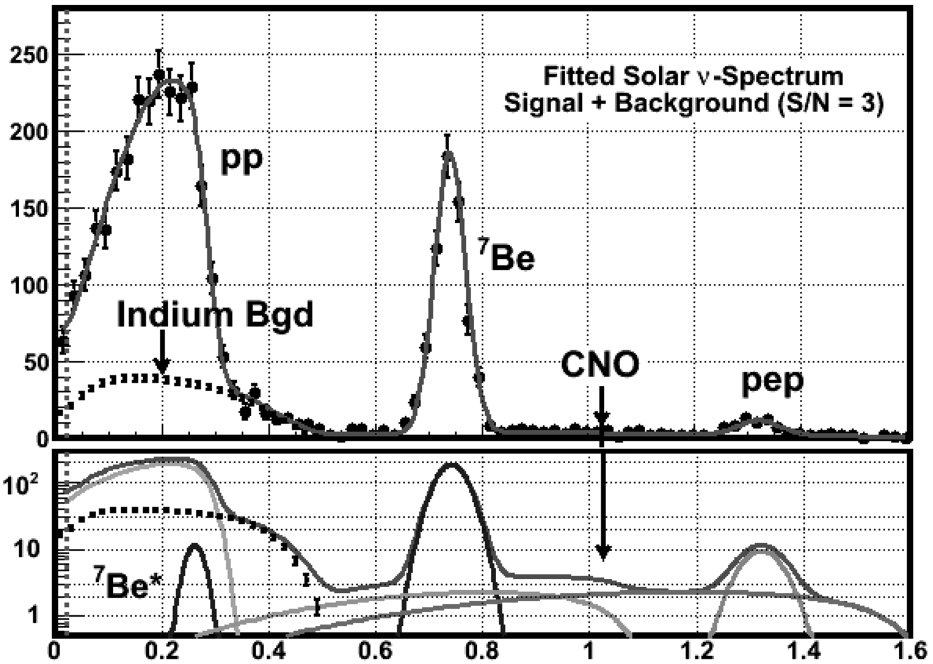 250
200
150
100
50
0
Fitted Solar ν-Spectrum
Signal + Background (S/N = 3)
pp
⁷Be
Indium Bgd
CNO
pep
10²
10
1
⁷Be*
0 0.2 0.4 0.6 0.8 1 1.2 1.4 1.6